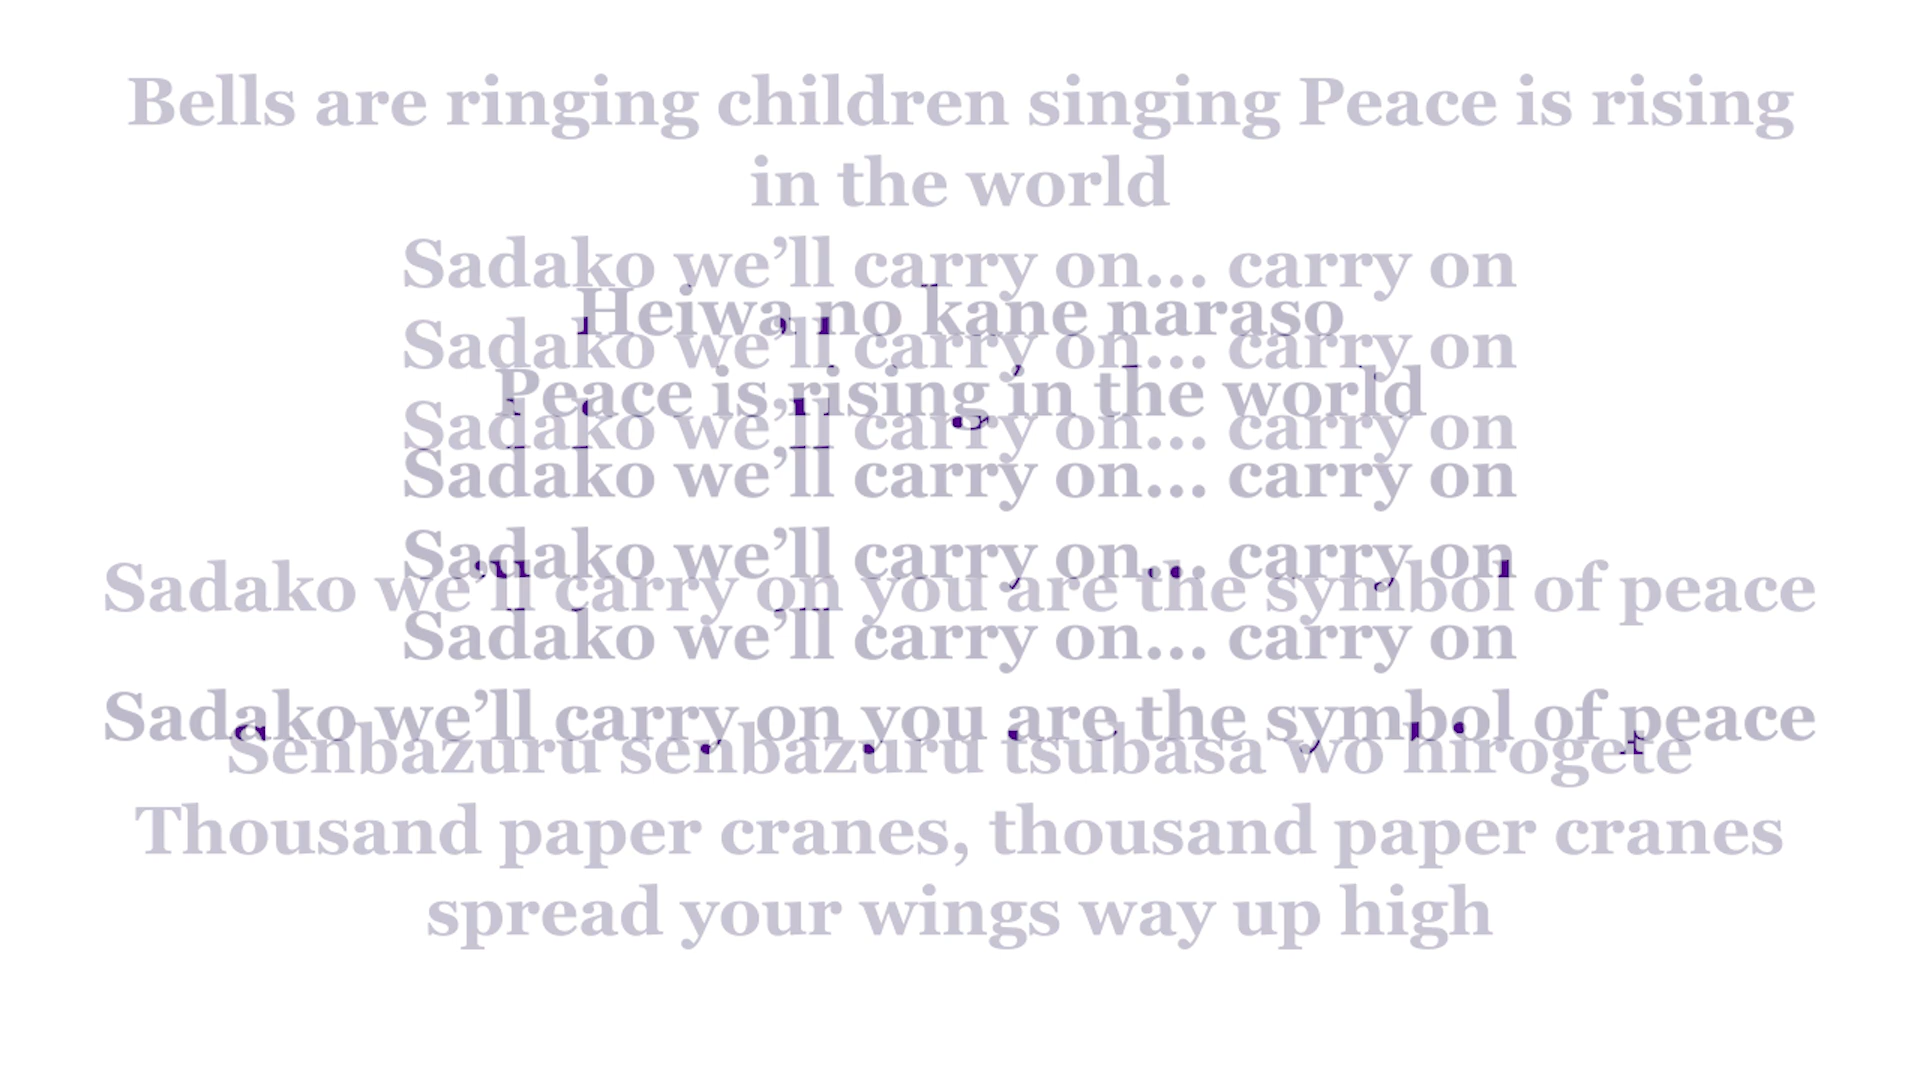 Bells are ringing children singing Peace is rising
in the world
Sadako we’ll carry on... carry on
Heiwa no kane naraso
Sadako we’ll carry on... carry on
Peace is rising in the world
Sadako we’ll carry on... carry on
Sadako we’ll carry on... carry on
Sadako we’ll carry on... carry on
Sadako we’ll carry on you are the symbol of peace
Sadako we’ll carry on... carry on
Sadako we’ll carry on you are the symbol of peace
Senbazuru senbazuru tsubasa wo hirogete
Thousand paper cranes, thousand paper cranes
spread your wings way up high